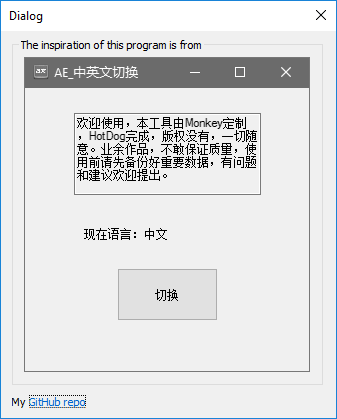 Dialog
The inspiration of this program is from
AE_中英文切换
欢迎使用，本工具由Monkey定制
，HotDog完成，版权没有，一切随
意。业余作品，不敢保证质量，使
用前请先备份好重要数据，有问题
和建议欢迎提出。
现在语言：中文
切换
My GitHub repo